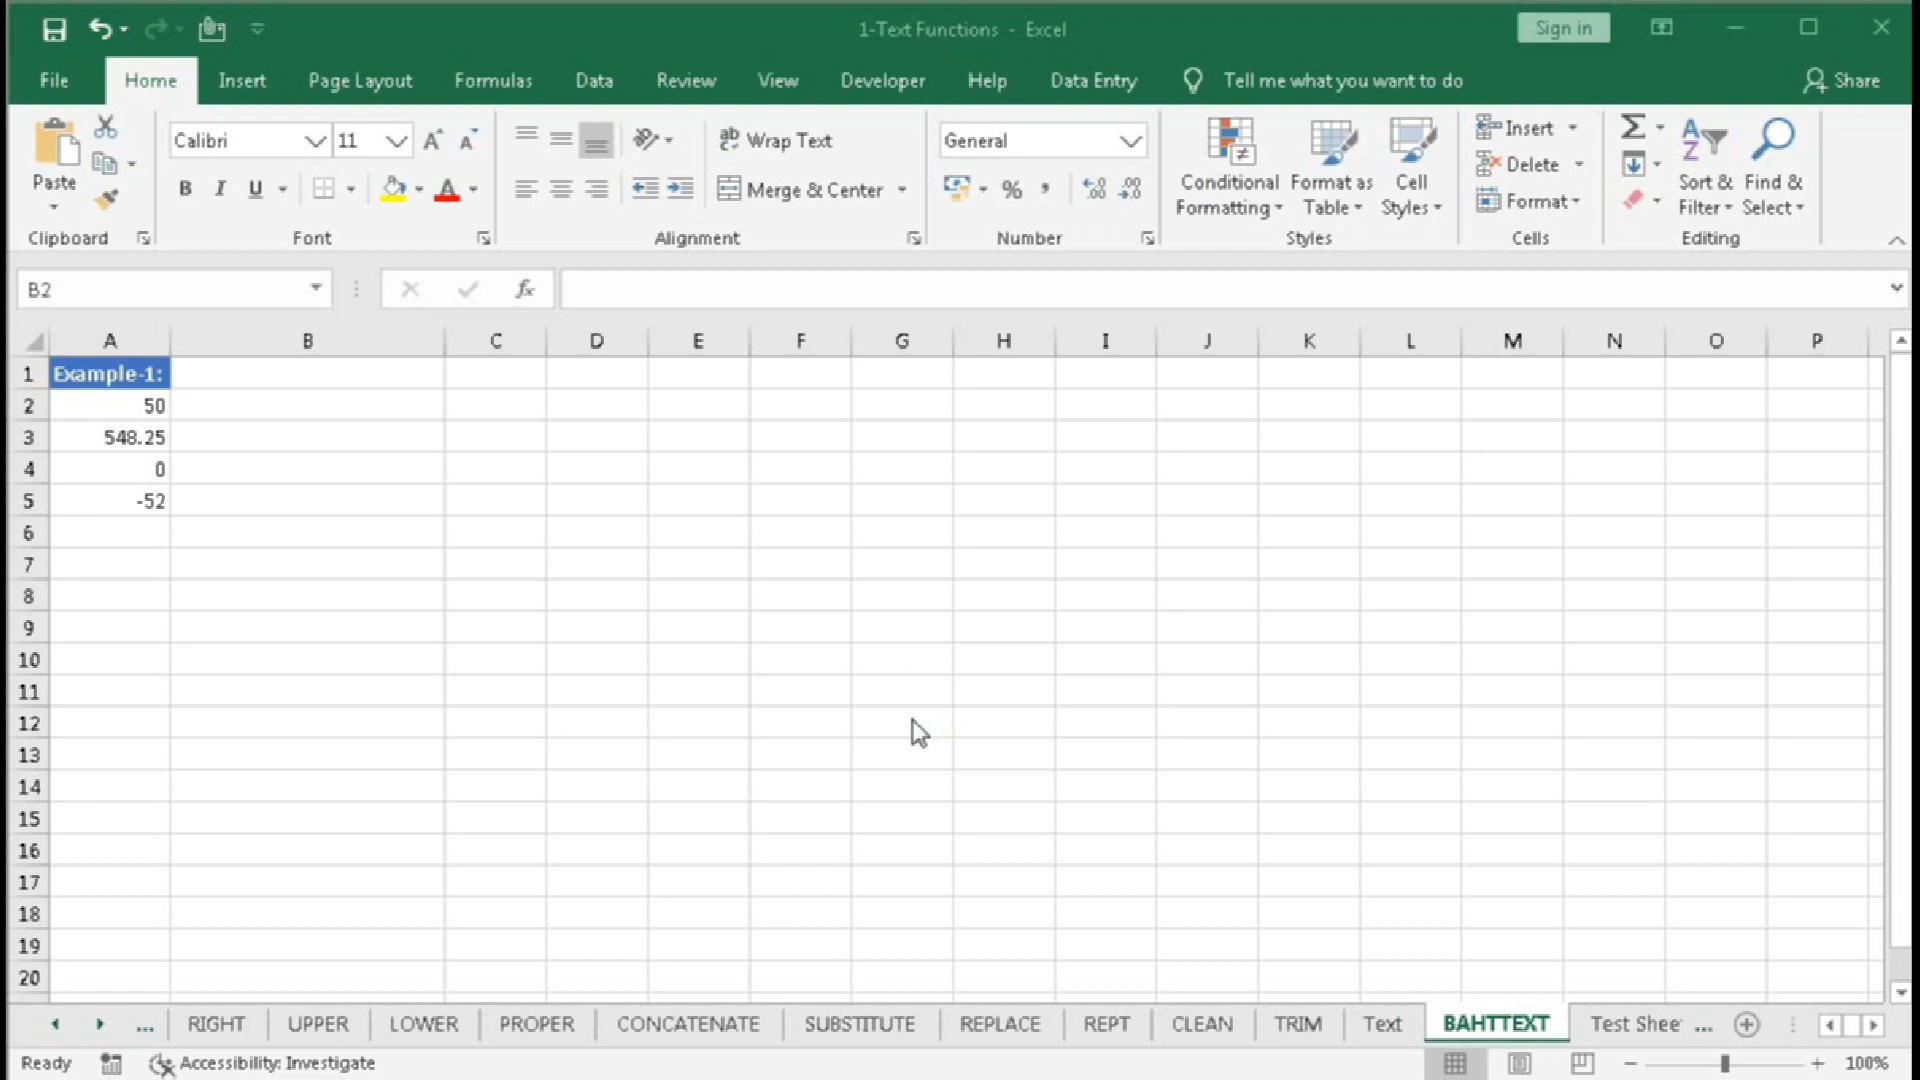 1-Text Functions - Excel
Sign in
File Home Insert Page Layout Formulas Data Review View Developer Help Data Entry Tell me what you want to do Share
Paste
Clipboard
Calibri 11
B I U
Font
Wrap Text
Merge & Center
Alignment
General
%
Number
Conditional Formatting
Format as Table
Cell Styles
Styles
Insert
Delete
Format
Cells
Sort & Filter
Find & Select
Editing
B2 fx
A B C D E F G H I J K L M N O P
1 Example-1:
2 50
3 548.25
4 0
5 -52
6
7
8
9
10
11
12
13
14
15
16
17
18
19
20
... RIGHT UPPER LOWER PROPER CONCATENATE SUBSTITUTE REPLACE REPT CLEAN TRIM Text BAHTTEXT Test Shee ...
Ready Accessibility: Investigate 100%